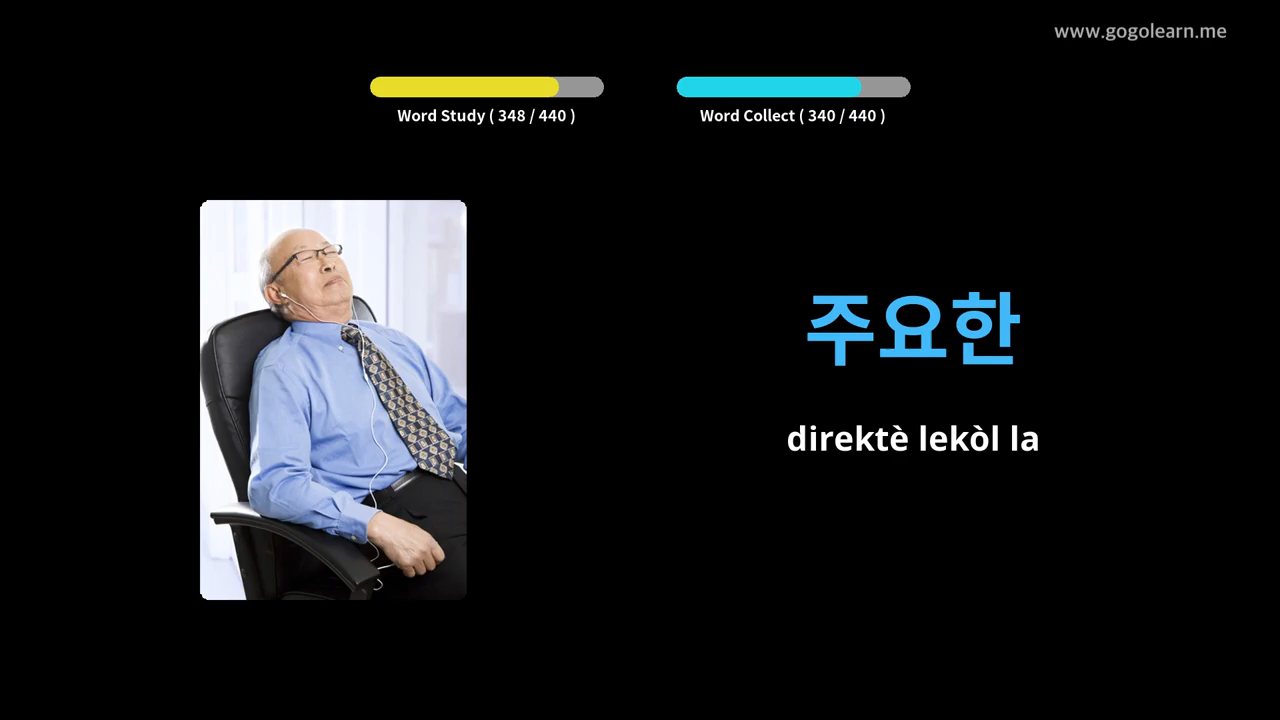 www.gogolearn.me
Word Study ( 348 / 440 )
Word Collect ( 340 / 440 )
주요한
direktè lekòl la